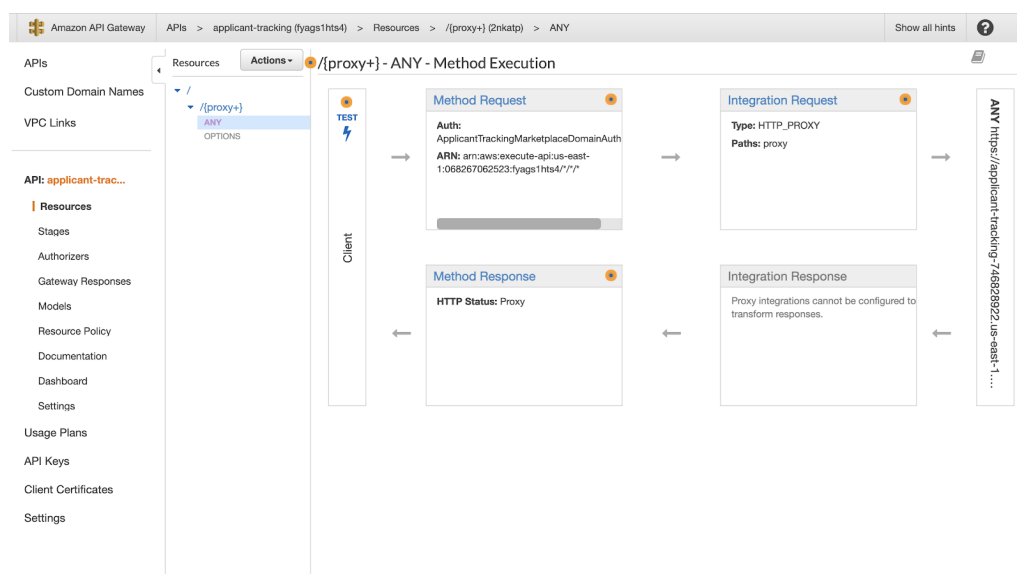 Amazon API Gateway
APIs > applicant-tracking (fyags1hts4) > Resources > /{proxy+} (2nkatp) > ANY
Show all hints
?
APIs
Custom Domain Names
VPC Links
API: applicant-trac...
Resources
Stages
Authorizers
Gateway Responses
Models
Resource Policy
Documentation
Dashboard
Settings
Usage Plans
API Keys
Client Certificates
Settings
Resources
Actions
/
/{proxy+}
ANY
OPTIONS
/{proxy+} - ANY - Method Execution
TEST
Client
Method Request
Auth:
ApplicantTrackingMarketplaceDomainAuth
ARN: arn:aws:execute-api:us-east-
1:068267062523:fyags1hts4/*/*/*
Integration Request
Type: HTTP_PROXY
Paths: proxy
Method Response
HTTP Status: Proxy
Integration Response
Proxy integrations cannot be configured to
transform responses.
ANY https://applicant-tracking-746828922.us-east-1....